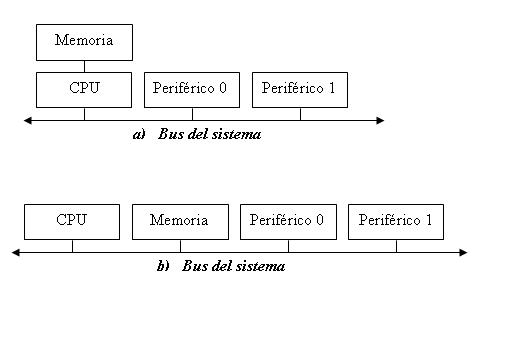 Memoria
CPU
Periférico 0
Periférico 1
a) Bus del sistema
CPU
Memoria
Periférico 0
Periférico 1
b) Bus del sistema